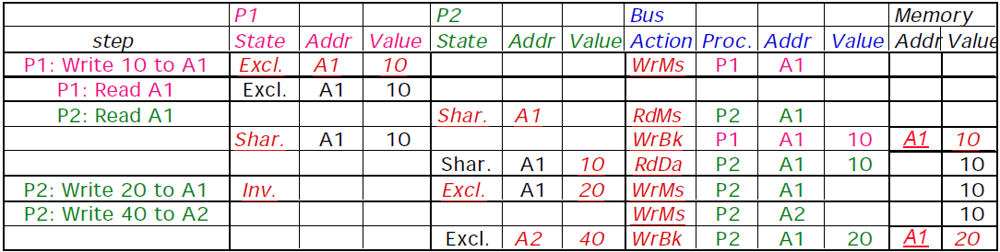 P1 P2 Bus Memory
step State Addr Value State Addr Value Action Proc. Addr Value Addr Value
P1: Write 10 to A1 Excl. A1 10 WrMs P1 A1
P1: Read A1 Excl. A1 10
P2: Read A1 Shar. A1 RdMs P2 A1
Shar. A1 10 WrBk P1 A1 10 A1 10
Shar. A1 10 RdDa P2 A1 10 10
P2: Write 20 to A1 Inv. Excl. A1 20 WrMs P2 A1 10
P2: Write 40 to A2 WrMs P2 A2 10
Excl. A2 40 WrBk P2 A1 20 A1 20